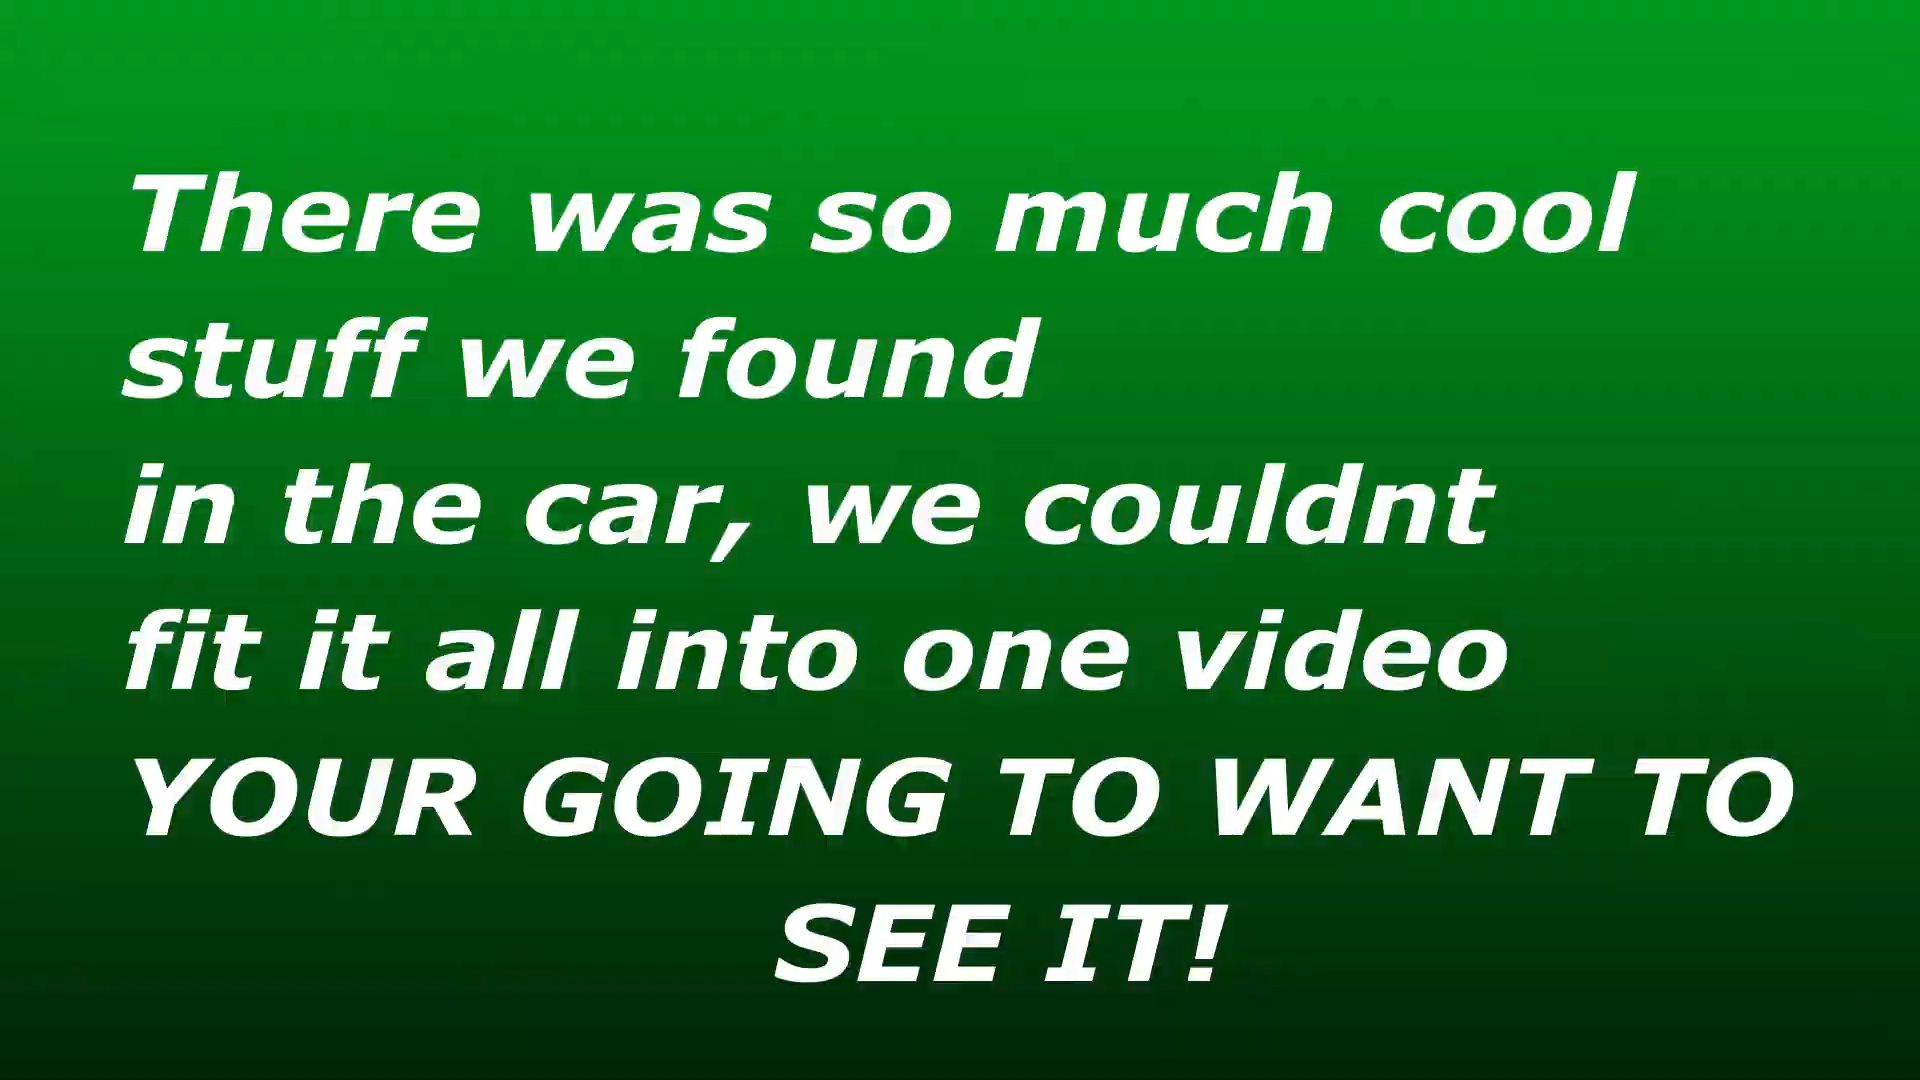 There was so much cool
stuff we found
in the car, we couldnt
fit it all into one video
YOUR GOING TO WANT TO
SEE IT!